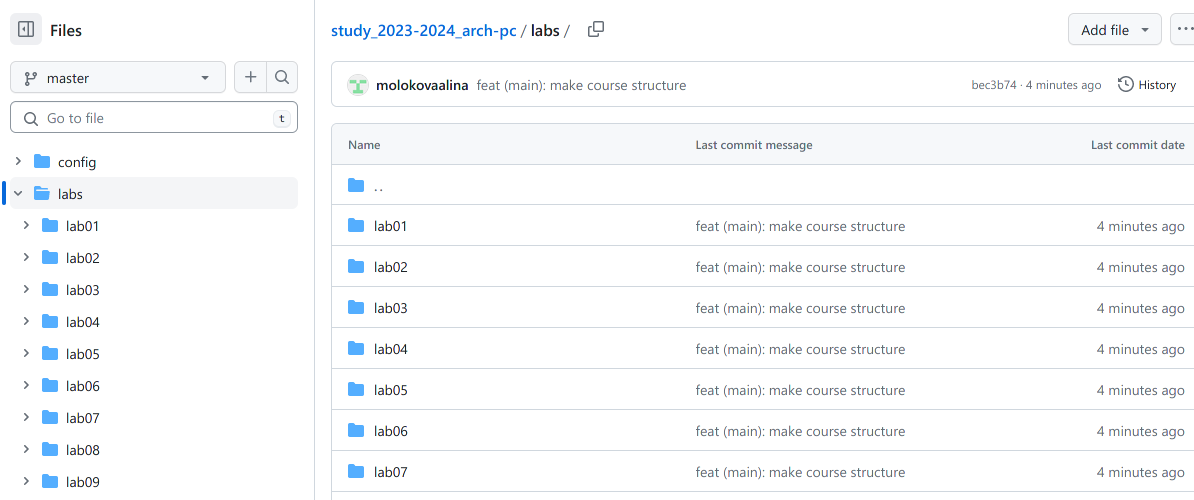 Files
master
Go to file
t
config
labs
lab01
lab02
lab03
lab04
lab05
lab06
lab07
lab08
lab09
study_2023-2024_arch-pc / labs /
Add file
molokovaalina feat (main): make course structure
bec3b74 · 4 minutes ago
History
Name Last commit message Last commit date
..
lab01 feat (main): make course structure 4 minutes ago
lab02 feat (main): make course structure 4 minutes ago
lab03 feat (main): make course structure 4 minutes ago
lab04 feat (main): make course structure 4 minutes ago
lab05 feat (main): make course structure 4 minutes ago
lab06 feat (main): make course structure 4 minutes ago
lab07 feat (main): make course structure 4 minutes ago